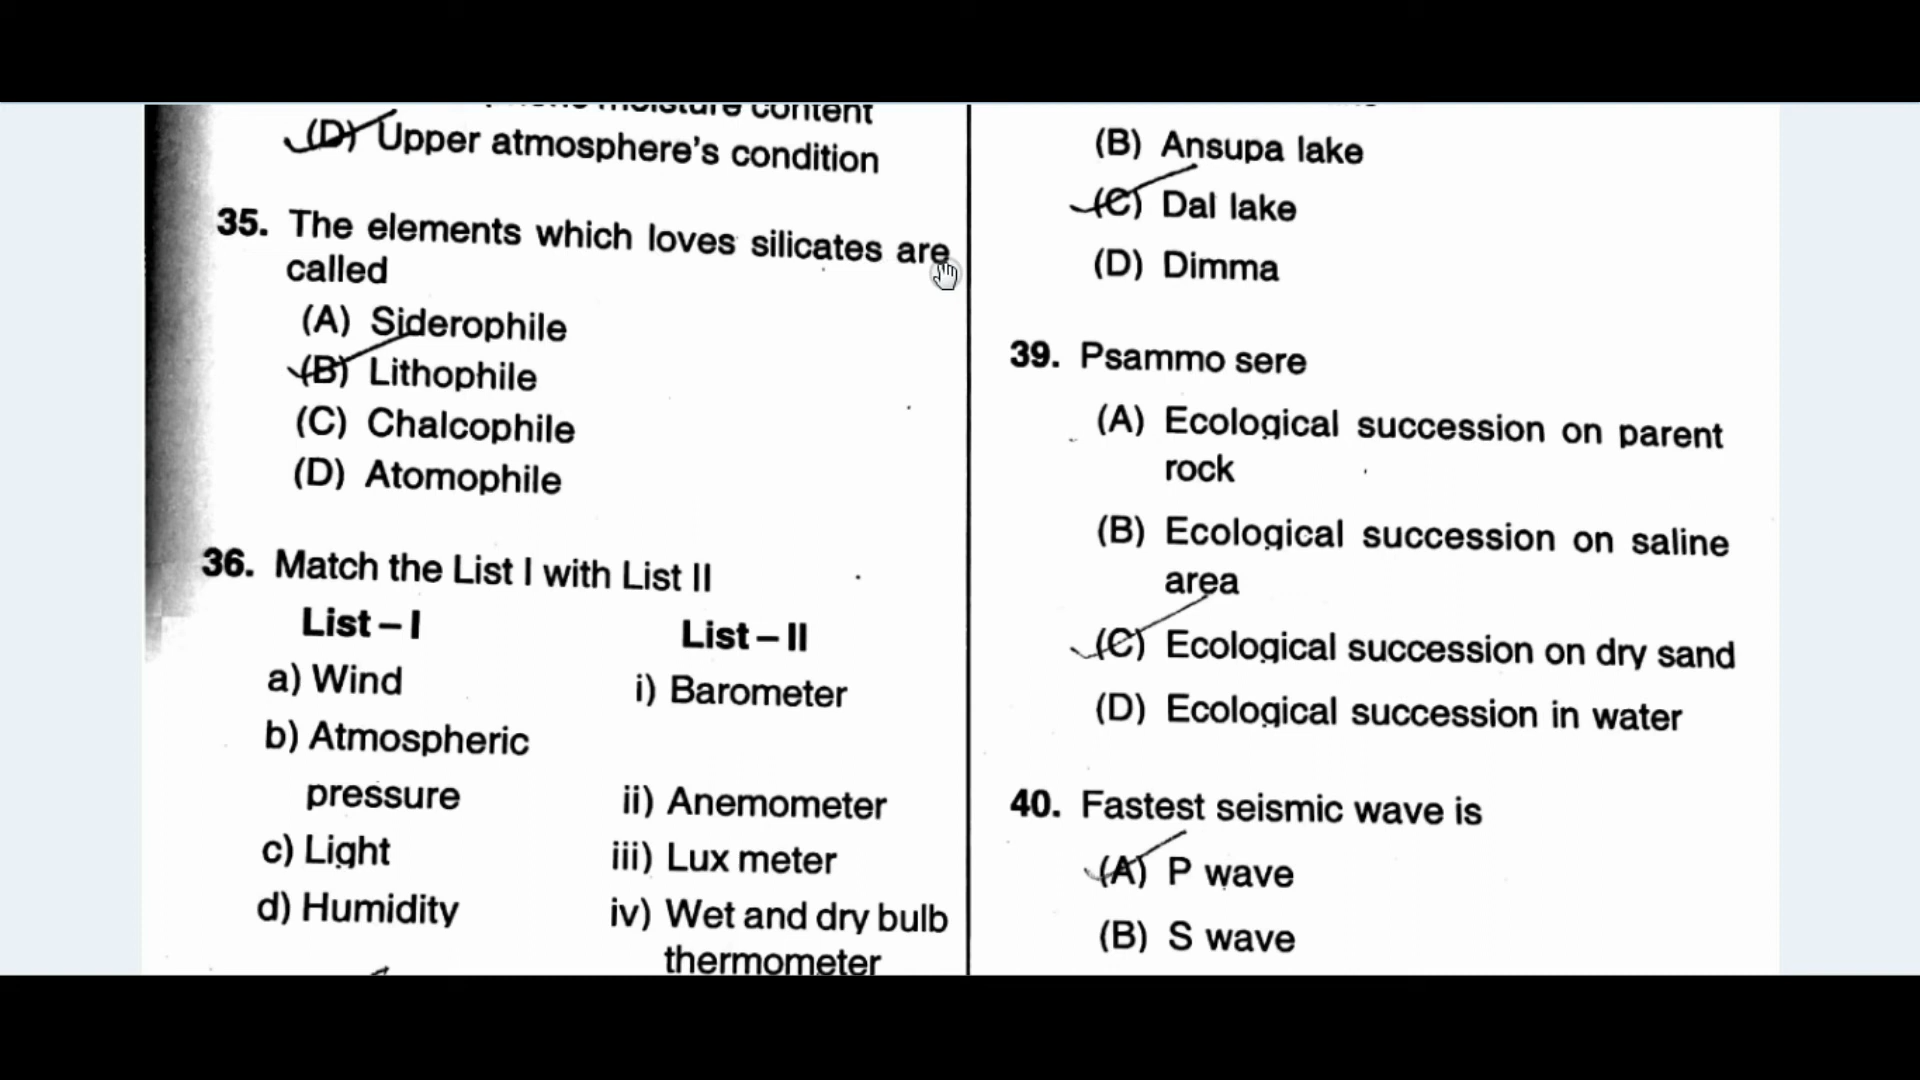 moisture content
(D) Upper atmosphere's condition
35. The elements which loves silicates are
called
(A) Siderophile
(B) Lithophile
(C) Chalcophile
(D) Atomophile
36. Match the List I with List II
List – I List – II
a) Wind i) Barometer
b) Atmospheric
pressure ii) Anemometer
c) Light iii) Lux meter
d) Humidity iv) Wet and dry bulb
thermometer
(B) Ansupa lake
(C) Dal lake
(D) Dimma
39. Psammo sere
(A) Ecological succession on parent
rock
(B) Ecological succession on saline
area
(C) Ecological succession on dry sand
(D) Ecological succession in water
40. Fastest seismic wave is
(A) P wave
(B) S wave